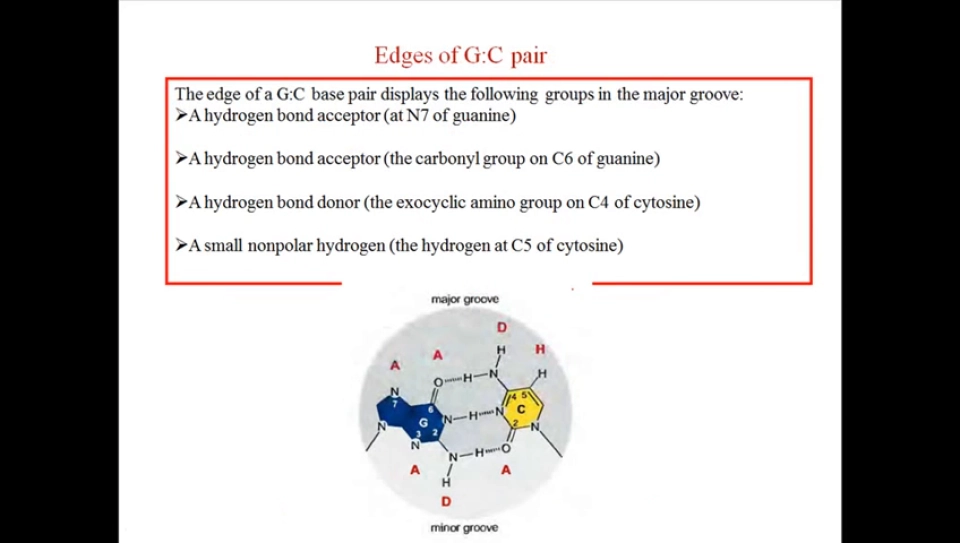 Edges of G:C pair
The edge of a G:C base pair displays the following groups in the major groove:
➢A hydrogen bond acceptor (at N7 of guanine)
➢A hydrogen bond acceptor (the carbonyl group on C6 of guanine)
➢A hydrogen bond donor (the exocyclic amino group on C4 of cytosine)
➢A small nonpolar hydrogen (the hydrogen at C5 of cytosine)
major groove
D
A H H
A O H N H
N 4 5
7 6 C
G N H N
N 3 2 2 N
N N H O
A H A
D
minor groove